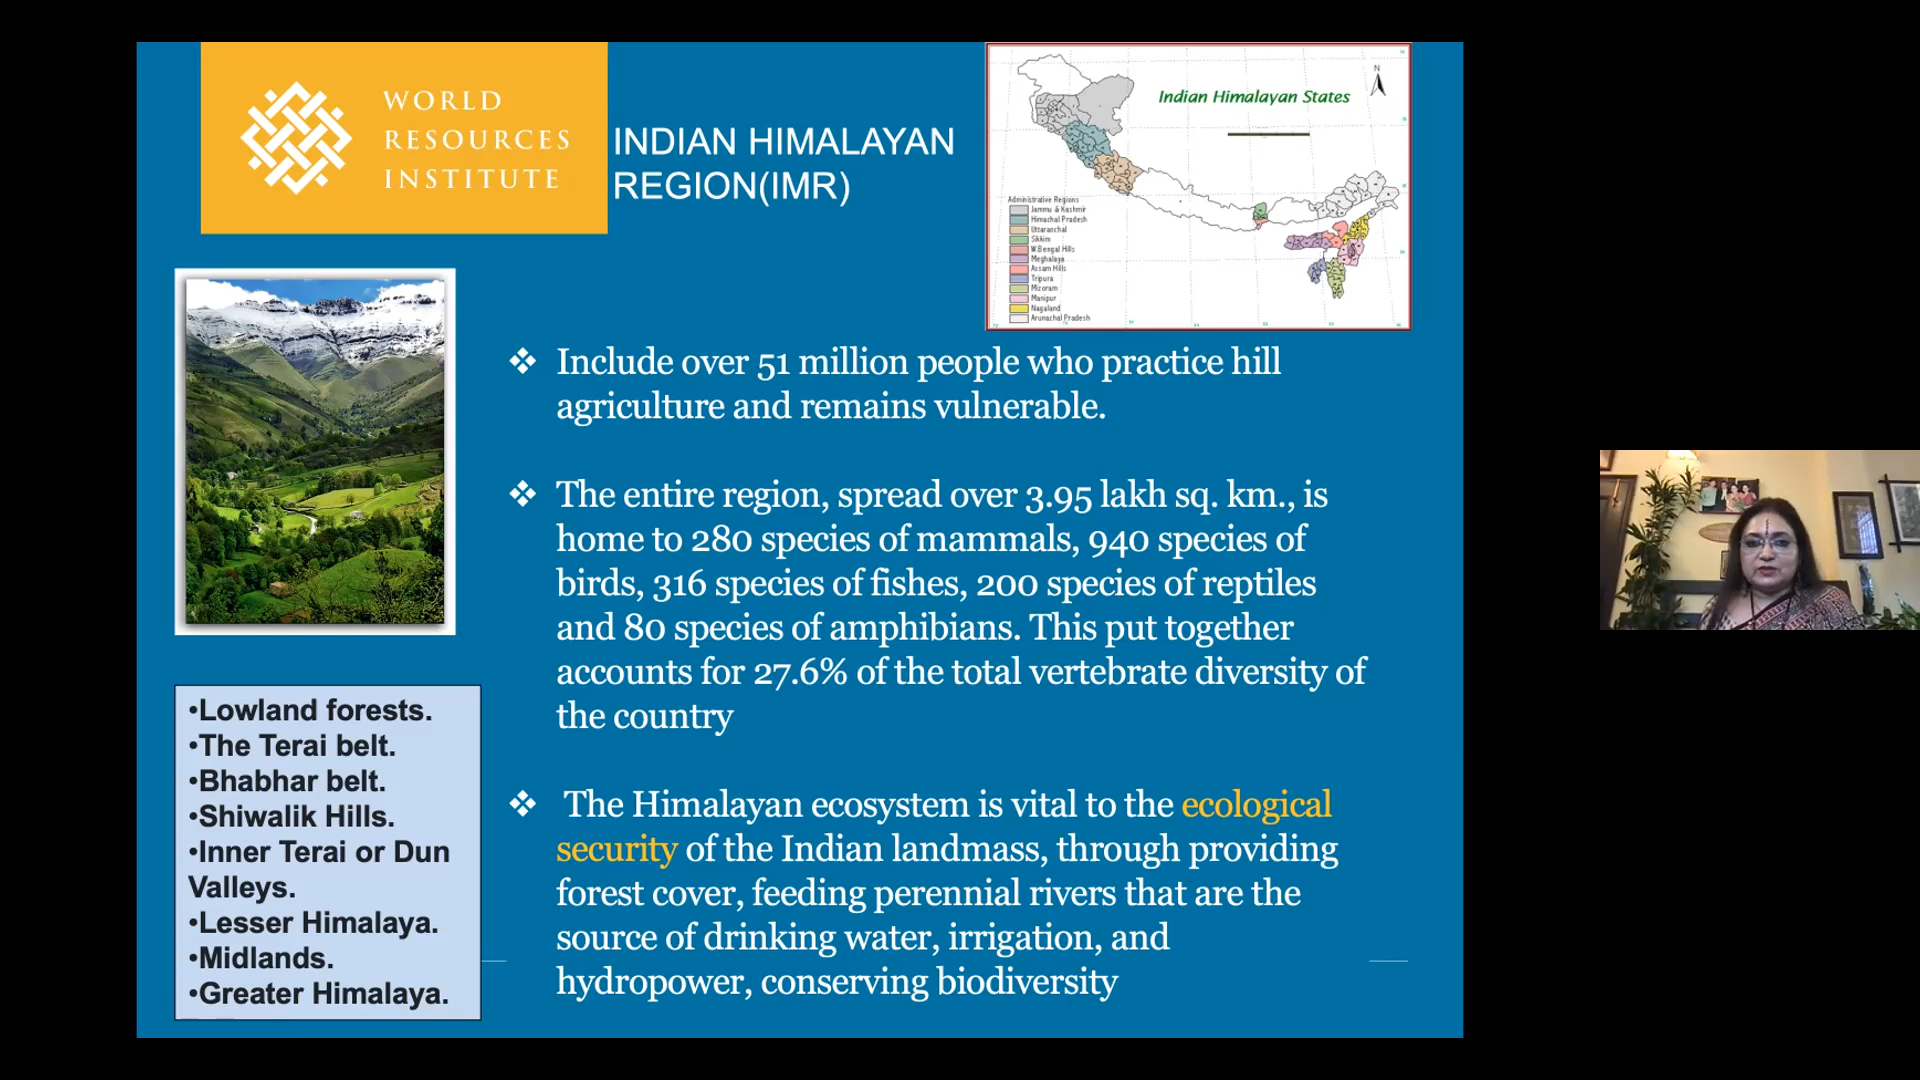 WORLD
RESOURCES
INSTITUTE
INDIAN HIMALAYAN
REGION(IMR)
N
Indian Himalayan States
Administrative Regions
Jammu & Kashmir
Himachal Pradesh
Uttaranchal
Sikkim
W.Bengal Hills
Meghalaya
Assam Hills
Tripura
Mizoram
Manipur
Nagaland
Arunachal Pradesh
❖ Include over 51 million people who practice hill
agriculture and remains vulnerable.
❖ The entire region, spread over 3.95 lakh sq. km., is
home to 280 species of mammals, 940 species of
birds, 316 species of fishes, 200 species of reptiles
and 80 species of amphibians. This put together
accounts for 27.6% of the total vertebrate diversity of
the country
❖ The Himalayan ecosystem is vital to the ecological
security of the Indian landmass, through providing
forest cover, feeding perennial rivers that are the
source of drinking water, irrigation, and
hydropower, conserving biodiversity
•Lowland forests.
•The Terai belt.
•Bhabhar belt.
•Shiwalik Hills.
•Inner Terai or Dun
Valleys.
•Lesser Himalaya.
•Midlands.
•Greater Himalaya.